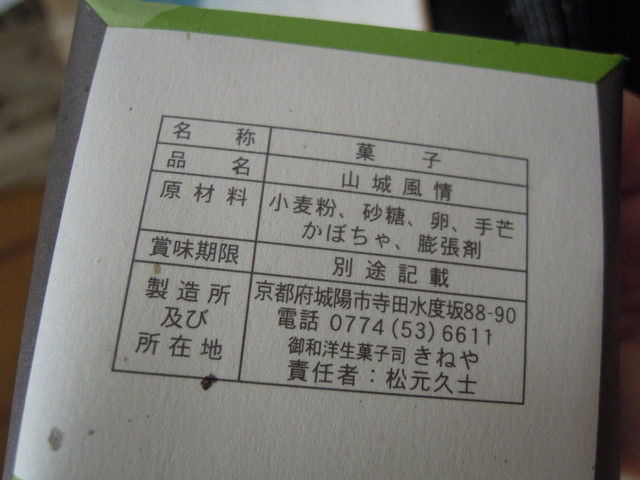 名称 菓子
品名 山城風情
原材料 小麦粉、砂糖、卵、手芒
かぼちゃ、膨張剤
賞味期限 別途記載
製造所
及び
所在地
京都府城陽市寺田水度坂88-90
電話 0774(53)6611
御和洋生菓子司 きねや
責任者:松元久士